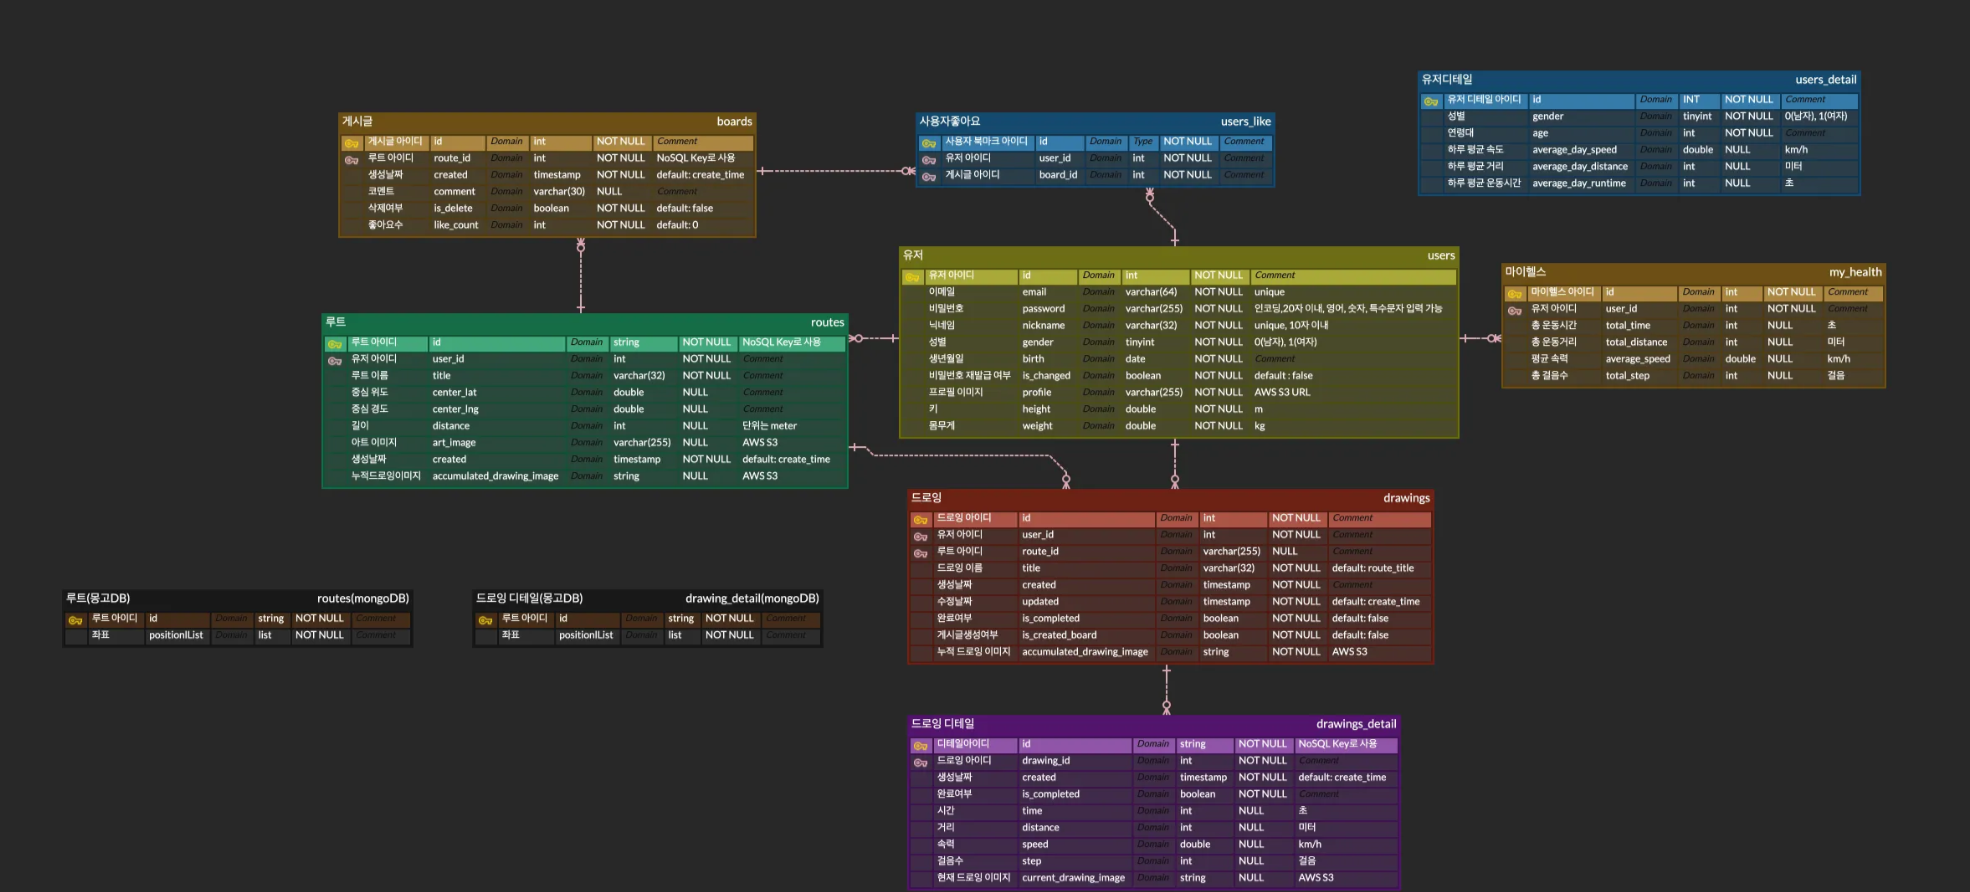 유저디테일 users_detail
유저 디테일 아이디 id Domain INT NOT NULL Comment
성별 gender Domain tinyint NOT NULL 0(남자), 1(여자)
연령대 age Domain int NOT NULL Comment
하루 평균 속도 average_day_speed Domain double NULL km/h
하루 평균 거리 average_day_distance Domain int NULL 미터
하루 평균 운동시간 average_day_runtime Domain int NULL 초
게시글 boards
게시글 아이디 id Domain int NOT NULL Comment
루트 아이디 route_id Domain int NOT NULL NoSQL Key로 사용
생성날짜 created Domain timestamp NOT NULL default: create_time
코멘트 comment Domain varchar(30) NULL Comment
삭제여부 is_delete Domain boolean NOT NULL default: false
좋아요수 like_count Domain int NOT NULL default: 0
사용자좋아요 users_like
사용자 북마크 아이디 id Domain Type NOT NULL Comment
유저 아이디 user_id Domain int NOT NULL Comment
게시글 아이디 board_id Domain int NOT NULL Comment
유저 users
유저 아이디 id Domain int NOT NULL Comment
이메일 email Domain varchar(64) NOT NULL unique
비밀번호 password Domain varchar(255) NOT NULL 인코딩,20자 이내, 영어, 숫자, 특수문자 입력 가능
닉네임 nickname Domain varchar(32) NOT NULL unique, 10자 이내
성별 gender Domain tinyint NOT NULL 0(남자), 1(여자)
생년월일 birth Domain date NOT NULL Comment
비밀번호 재발급 여부 is_changed Domain boolean NOT NULL default : false
프로필 이미지 profile Domain varchar(255) NOT NULL AWS S3 URL
키 height Domain double NOT NULL m
몸무게 weight Domain double NOT NULL kg
마이헬스 my_health
마이헬스 아이디 id Domain int NOT NULL Comment
유저 아이디 user_id Domain int NOT NULL Comment
총 운동시간 total_time Domain int NULL 초
총 운동거리 total_distance Domain int NULL 미터
평균 속력 average_speed Domain double NULL km/h
총 걸음수 total_step Domain int NULL 걸음
루트 routes
루트 아이디 id Domain string NOT NULL NoSQL Key로 사용
유저 아이디 user_id Domain int NOT NULL Comment
루트 이름 title Domain varchar(32) NOT NULL Comment
중심 위도 center_lat Domain double NULL Comment
중심 경도 center_lng Domain double NULL Comment
길이 distance Domain int NULL 단위는 meter
아트 이미지 art_image Domain varchar(255) NULL AWS S3
생성날짜 created Domain timestamp NOT NULL default: create_time
누적드로잉이미지 accumulated_drawing_image Domain string NULL AWS S3
드로잉 drawings
드로잉 아이디 id Domain int NOT NULL Comment
유저 아이디 user_id Domain int NOT NULL Comment
루트 아이디 route_id Domain varchar(255) NULL Comment
드로잉 이름 title Domain varchar(32) NOT NULL default: route_title
생성날짜 created Domain timestamp NOT NULL Comment
수정날짜 updated Domain timestamp NOT NULL default: create_time
완료여부 is_completed Domain boolean NOT NULL default: false
게시글생성여부 is_created_board Domain boolean NOT NULL default: false
누적 드로잉 이미지 accumulated_drawing_image Domain string NOT NULL AWS S3
루트(몽고DB) routes(mongoDB)
루트 아이디 id Domain string NOT NULL Comment
좌표 positionlList Domain list NOT NULL Comment
드로잉 디테일(몽고DB) drawing_detail(mongoDB)
루트 아이디 id Domain string NOT NULL Comment
좌표 positionlList Domain list NOT NULL Comment
드로잉 디테일 drawings_detail
디테일아이디 id Domain string NOT NULL NoSQL Key로 사용
드로잉 아이디 drawing_id Domain int NOT NULL Comment
생성날짜 created Domain timestamp NOT NULL default: create_time
완료여부 is_completed Domain boolean NOT NULL Comment
시간 time Domain int NULL 초
거리 distance Domain int NULL 미터
속력 speed Domain double NULL km/h
걸음수 step Domain int NULL 걸음
현재 드로잉 이미지 current_drawing_image Domain string NULL AWS S3